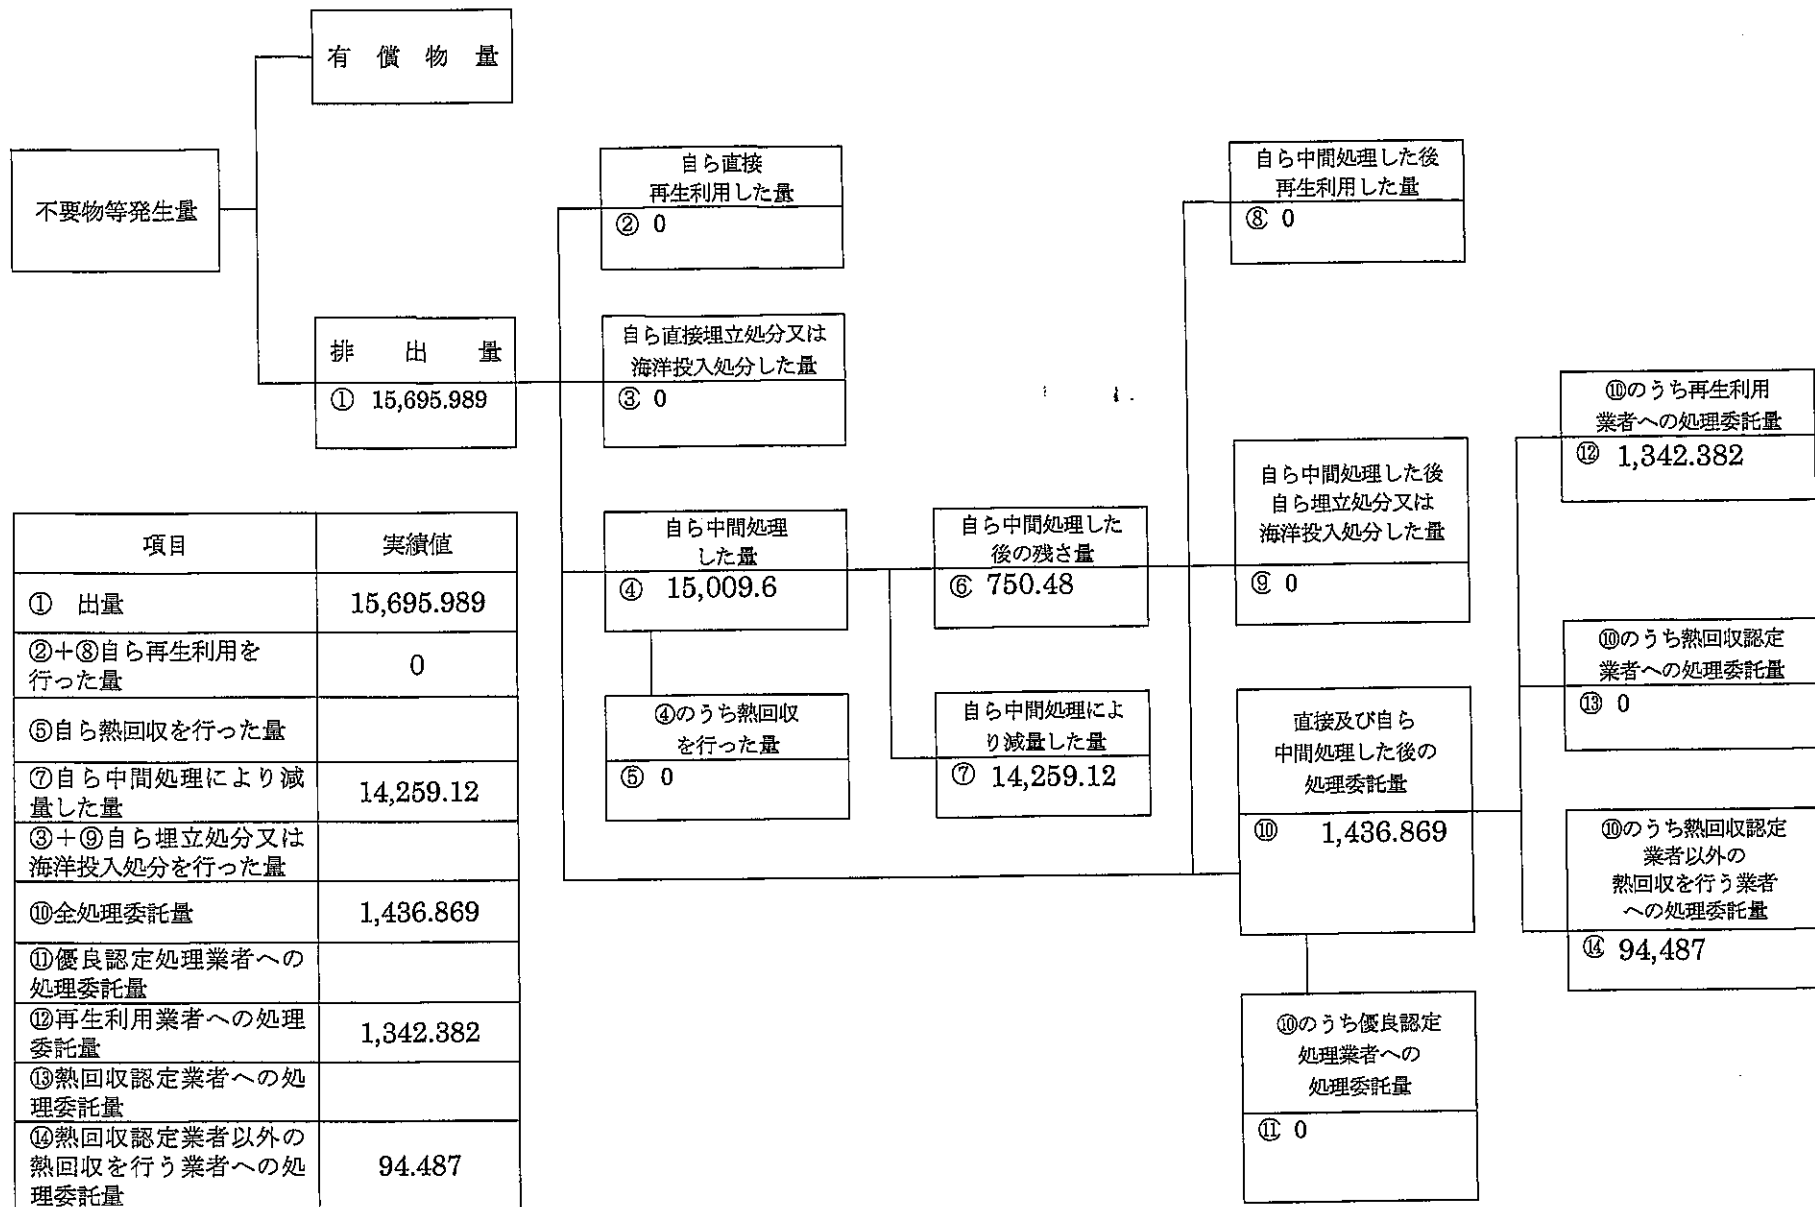 有償物量
不要物等発生量
排出量
① 15,695.989
自ら直接
再生利用した量
② 0
自ら直接埋立処分又は
海洋投入処分した量
③ 0
自ら中間処理
した量
④ 15,009.6
④のうち熱回収
を行った量
⑤ 0
自ら中間処理した
後の残さ量
⑥ 750.48
自ら中間処理によ
り減量した量
⑦ 14,259.12
自ら中間処理した後
再生利用した量
⑧ 0
自ら中間処理した後
自ら埋立処分又は
海洋投入処分した量
⑨ 0
直接及び自ら
中間処理した後の
処理委託量
⑩ 1,436.869
⑩のうち優良認定
処理業者への
処理委託量
⑪ 0
⑩のうち再生利用
業者への処理委託量
⑫ 1,342.382
⑩のうち熱回収認定
業者への処理委託量
⑬ 0
⑩のうち熱回収認定
業者以外の
熱回収を行う業者
への処理委託量
⑭ 94,487
項目 実績値
① 出量 15,695.989
②+⑧自ら再生利用を
行った量 0
⑤自ら熱回収を行った量
⑦自ら中間処理により減
量した量 14,259.12
③+⑨自ら埋立処分又は
海洋投入処分を行った量
⑩全処理委託量 1,436.869
⑪優良認定処理業者への
処理委託量
⑫再生利用業者への処理
委託量 1,342.382
⑬熱回収認定業者への処
理委託量
⑭熱回収認定業者以外の
熱回収を行う業者への処
理委託量 94.487